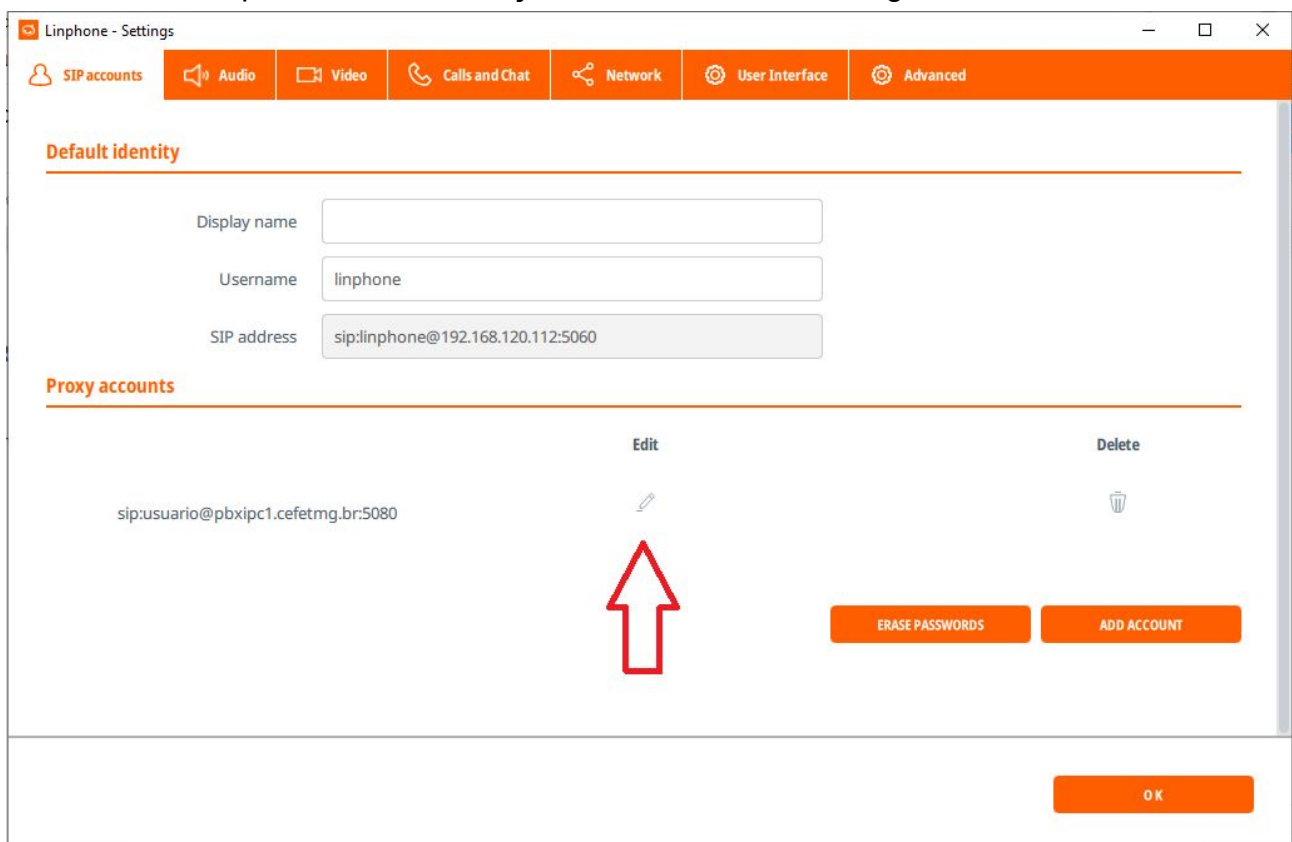 Linphone - Settings
SIP accounts Audio Video Calls and Chat Network User Interface Advanced
Default identity
Display name
Username linphone
SIP address sip:linphone@192.168.120.112:5060
Proxy accounts
Edit Delete
sip:usuario@pbxipc1.cefetmg.br:5080
ERASE PASSWORDS ADD ACCOUNT
OK